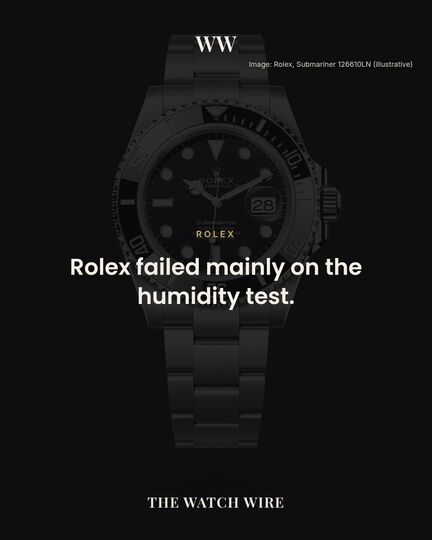 WW
Image: Rolex, Submariner 126610LN (illustrative)
ROLEX
SUBMARINER
28
ROLEX
Rolex failed mainly on the
humidity test.
THE WATCH WIRE